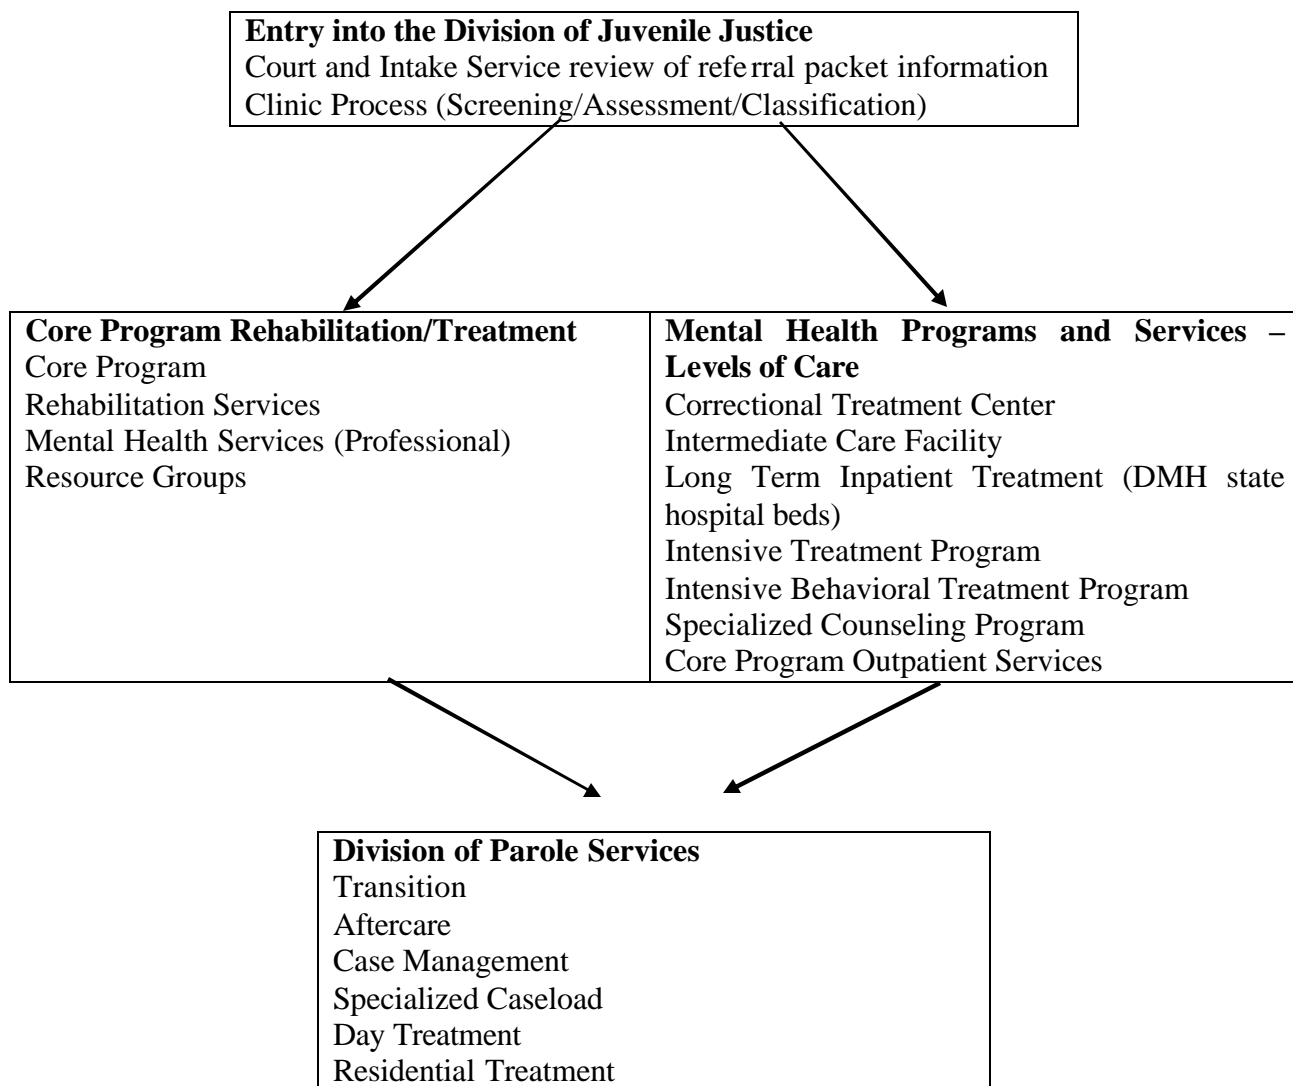 Entry into the Division of Juvenile Justice
Court and Intake Service review of referral packet information
Clinic Process (Screening/Assessment/Classification)
Core Program Rehabilitation/Treatment
Core Program
Rehabilitation Services
Mental Health Services (Professional)
Resource Groups
Mental Health Programs and Services –
Levels of Care
Correctional Treatment Center
Intermediate Care Facility
Long Term Inpatient Treatment (DMH state
hospital beds)
Intensive Treatment Program
Intensive Behavioral Treatment Program
Specialized Counseling Program
Core Program Outpatient Services
Division of Parole Services
Transition
Aftercare
Case Management
Specialized Caseload
Day Treatment
Residential Treatment